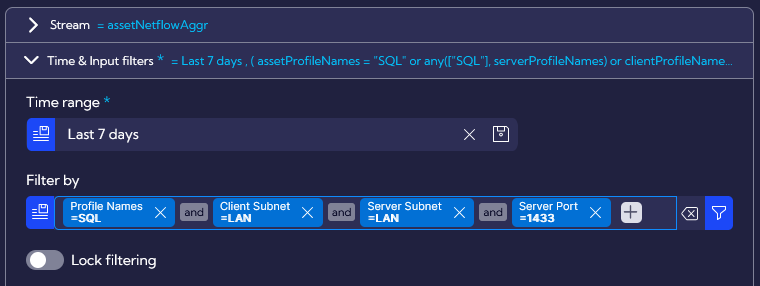 Stream = assetNetflowAggr
Time & Input filters * = Last 7 days , ( assetProfileNames = "SQL" or any(["SQL"], serverProfileNames) or clientProfileName...
Time range *
Last 7 days
Filter by
Profile Names =SQL and Client Subnet =LAN and Server Subnet =LAN and Server Port =1433
Lock filtering